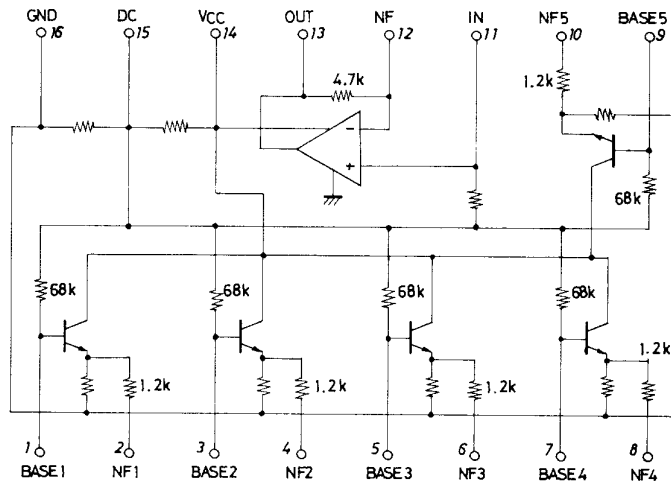 GND DC VCC OUT NF IN NF5 BASE5
16 15 14 13 12 11 10 9
4.7k 1.2k
−
+
68k
68k 68k 68k 68k
1.2k 1.2k 1.2k 1.2k
1 2 3 4 5 6 7 8
BASE1 NF1 BASE2 NF2 BASE3 NF3 BASE4 NF4